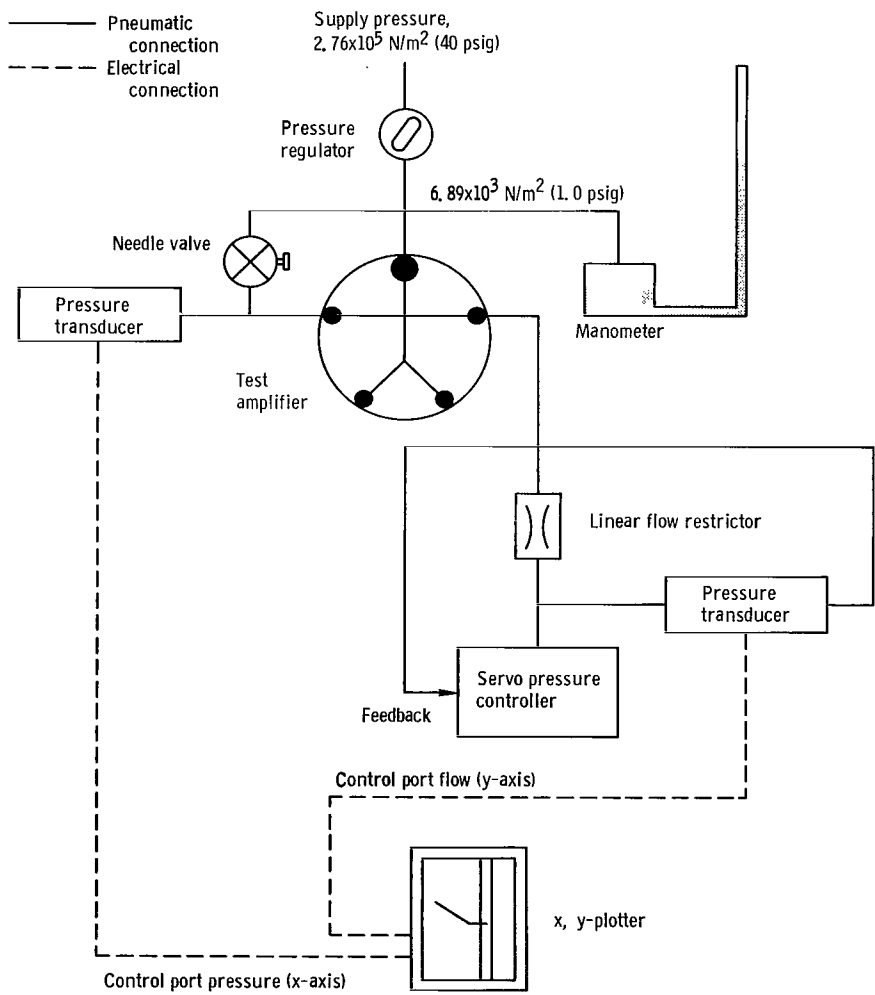 Pneumatic
connection
Electrical
connection
Supply pressure,
2.76x10⁵ N/m² (40 psig)
Pressure
regulator
6.89x10³ N/m² (1.0 psig)
Needle valve
Pressure
transducer
Manometer
Test
amplifier
Linear flow restrictor
Pressure
transducer
Servo pressure
controller
Feedback
Control port flow (y-axis)
x, y-plotter
Control port pressure (x-axis)